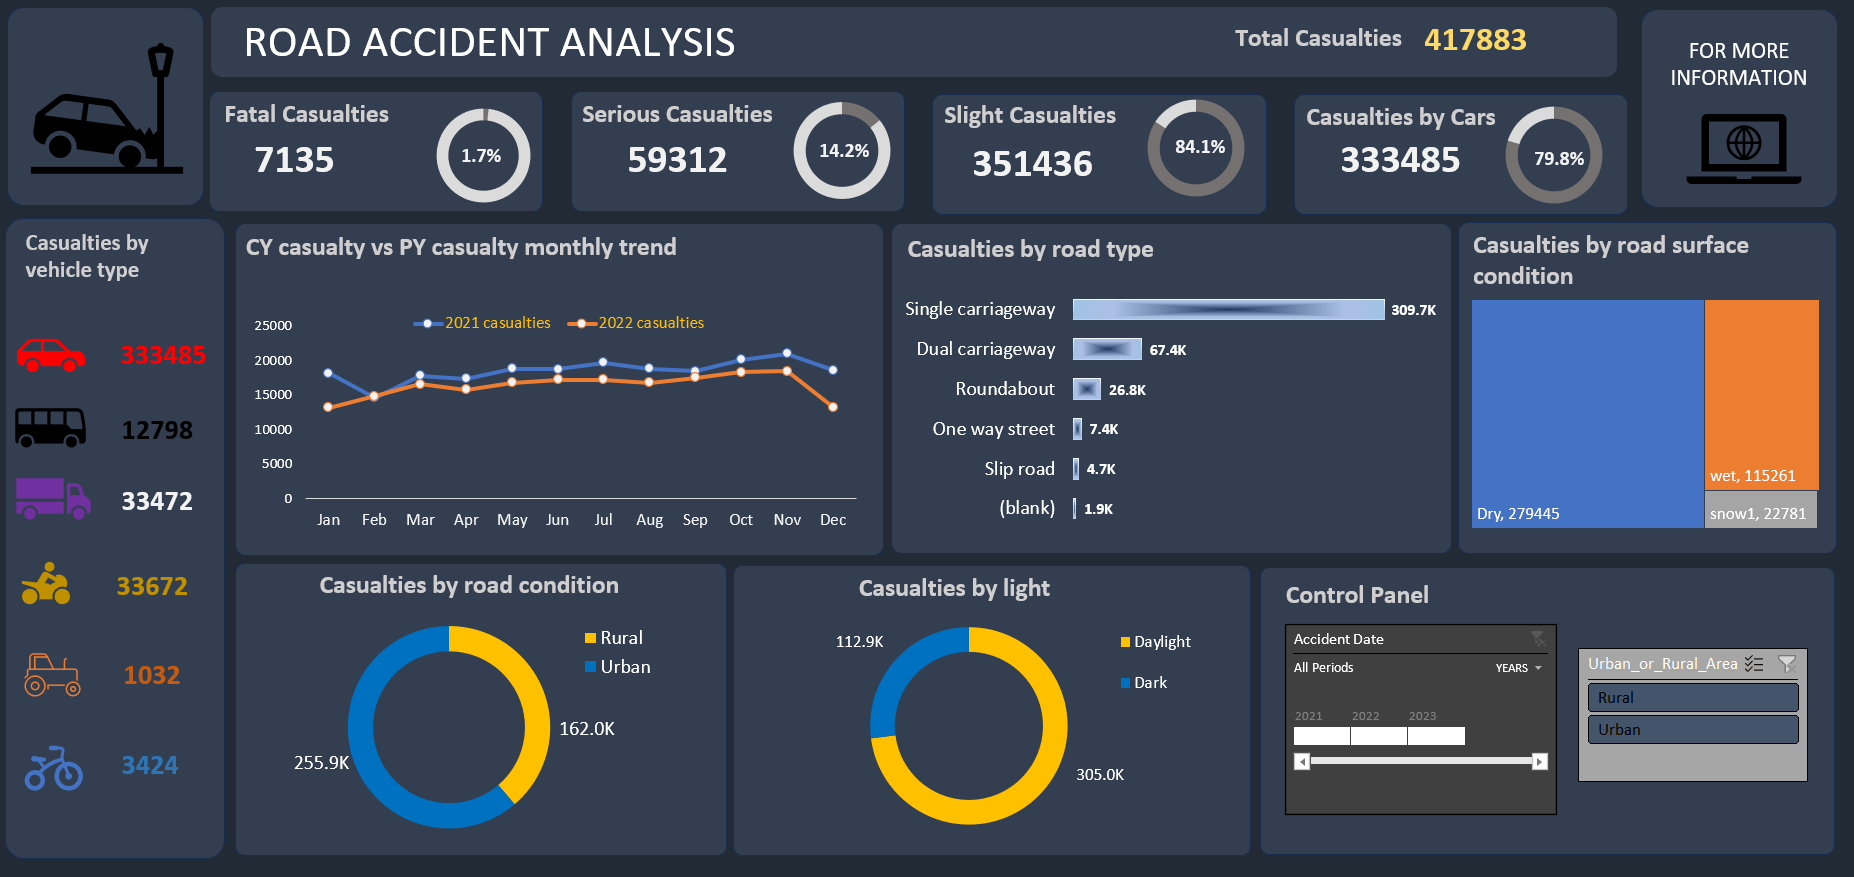 ROAD ACCIDENT ANALYSIS
Total Casualties 417883
FOR MORE
INFORMATION
Fatal Casualties
7135
1.7%
Serious Casualties
59312
14.2%
Slight Casualties
351436
84.1%
Casualties by Cars
333485
79.8%
Casualties by
vehicle type
333485
12798
33472
33672
1032
3424
CY casualty vs PY casualty monthly trend
2021 casualties 2022 casualties
25000
20000
15000
10000
5000
0
Jan Feb Mar Apr May Jun Jul Aug Sep Oct Nov Dec
Casualties by road type
Single carriageway 309.7K
Dual carriageway 67.4K
Roundabout 26.8K
One way street 7.4K
Slip road 4.7K
(blank) 1.9K
Casualties by road surface
condition
Dry, 279445
wet, 115261
snow1, 22781
Casualties by road condition
Rural
Urban
162.0K
255.9K
Casualties by light
112.9K
Daylight
Dark
305.0K
Control Panel
Accident Date
All Periods YEARS
2021 2022 2023
Urban_or_Rural_Area
Rural
Urban